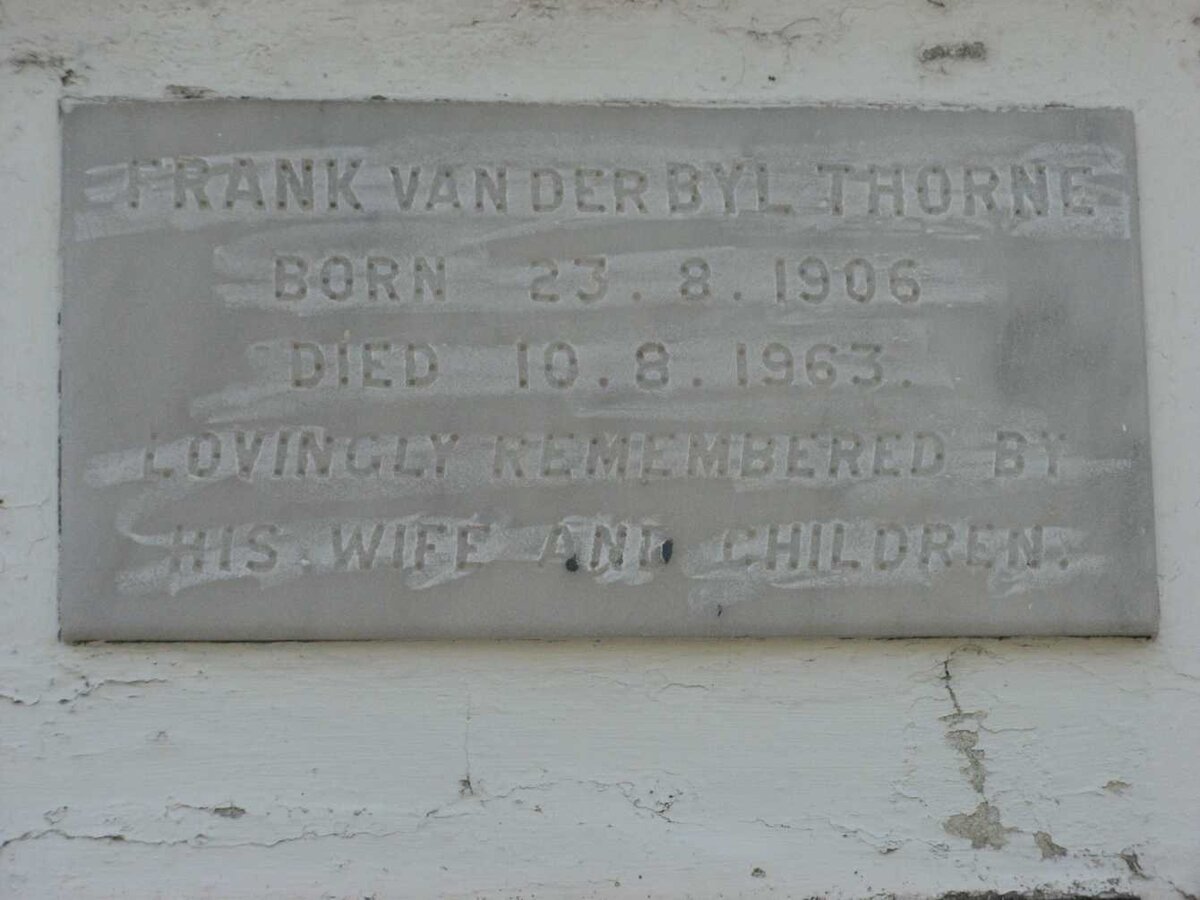 FRANK VAN DER BYL THORNE
BORN 23.8.1906
DIED 10.8.1963.
LOVINGLY REMEMBERED BY
HIS WIFE AND CHILDREN.